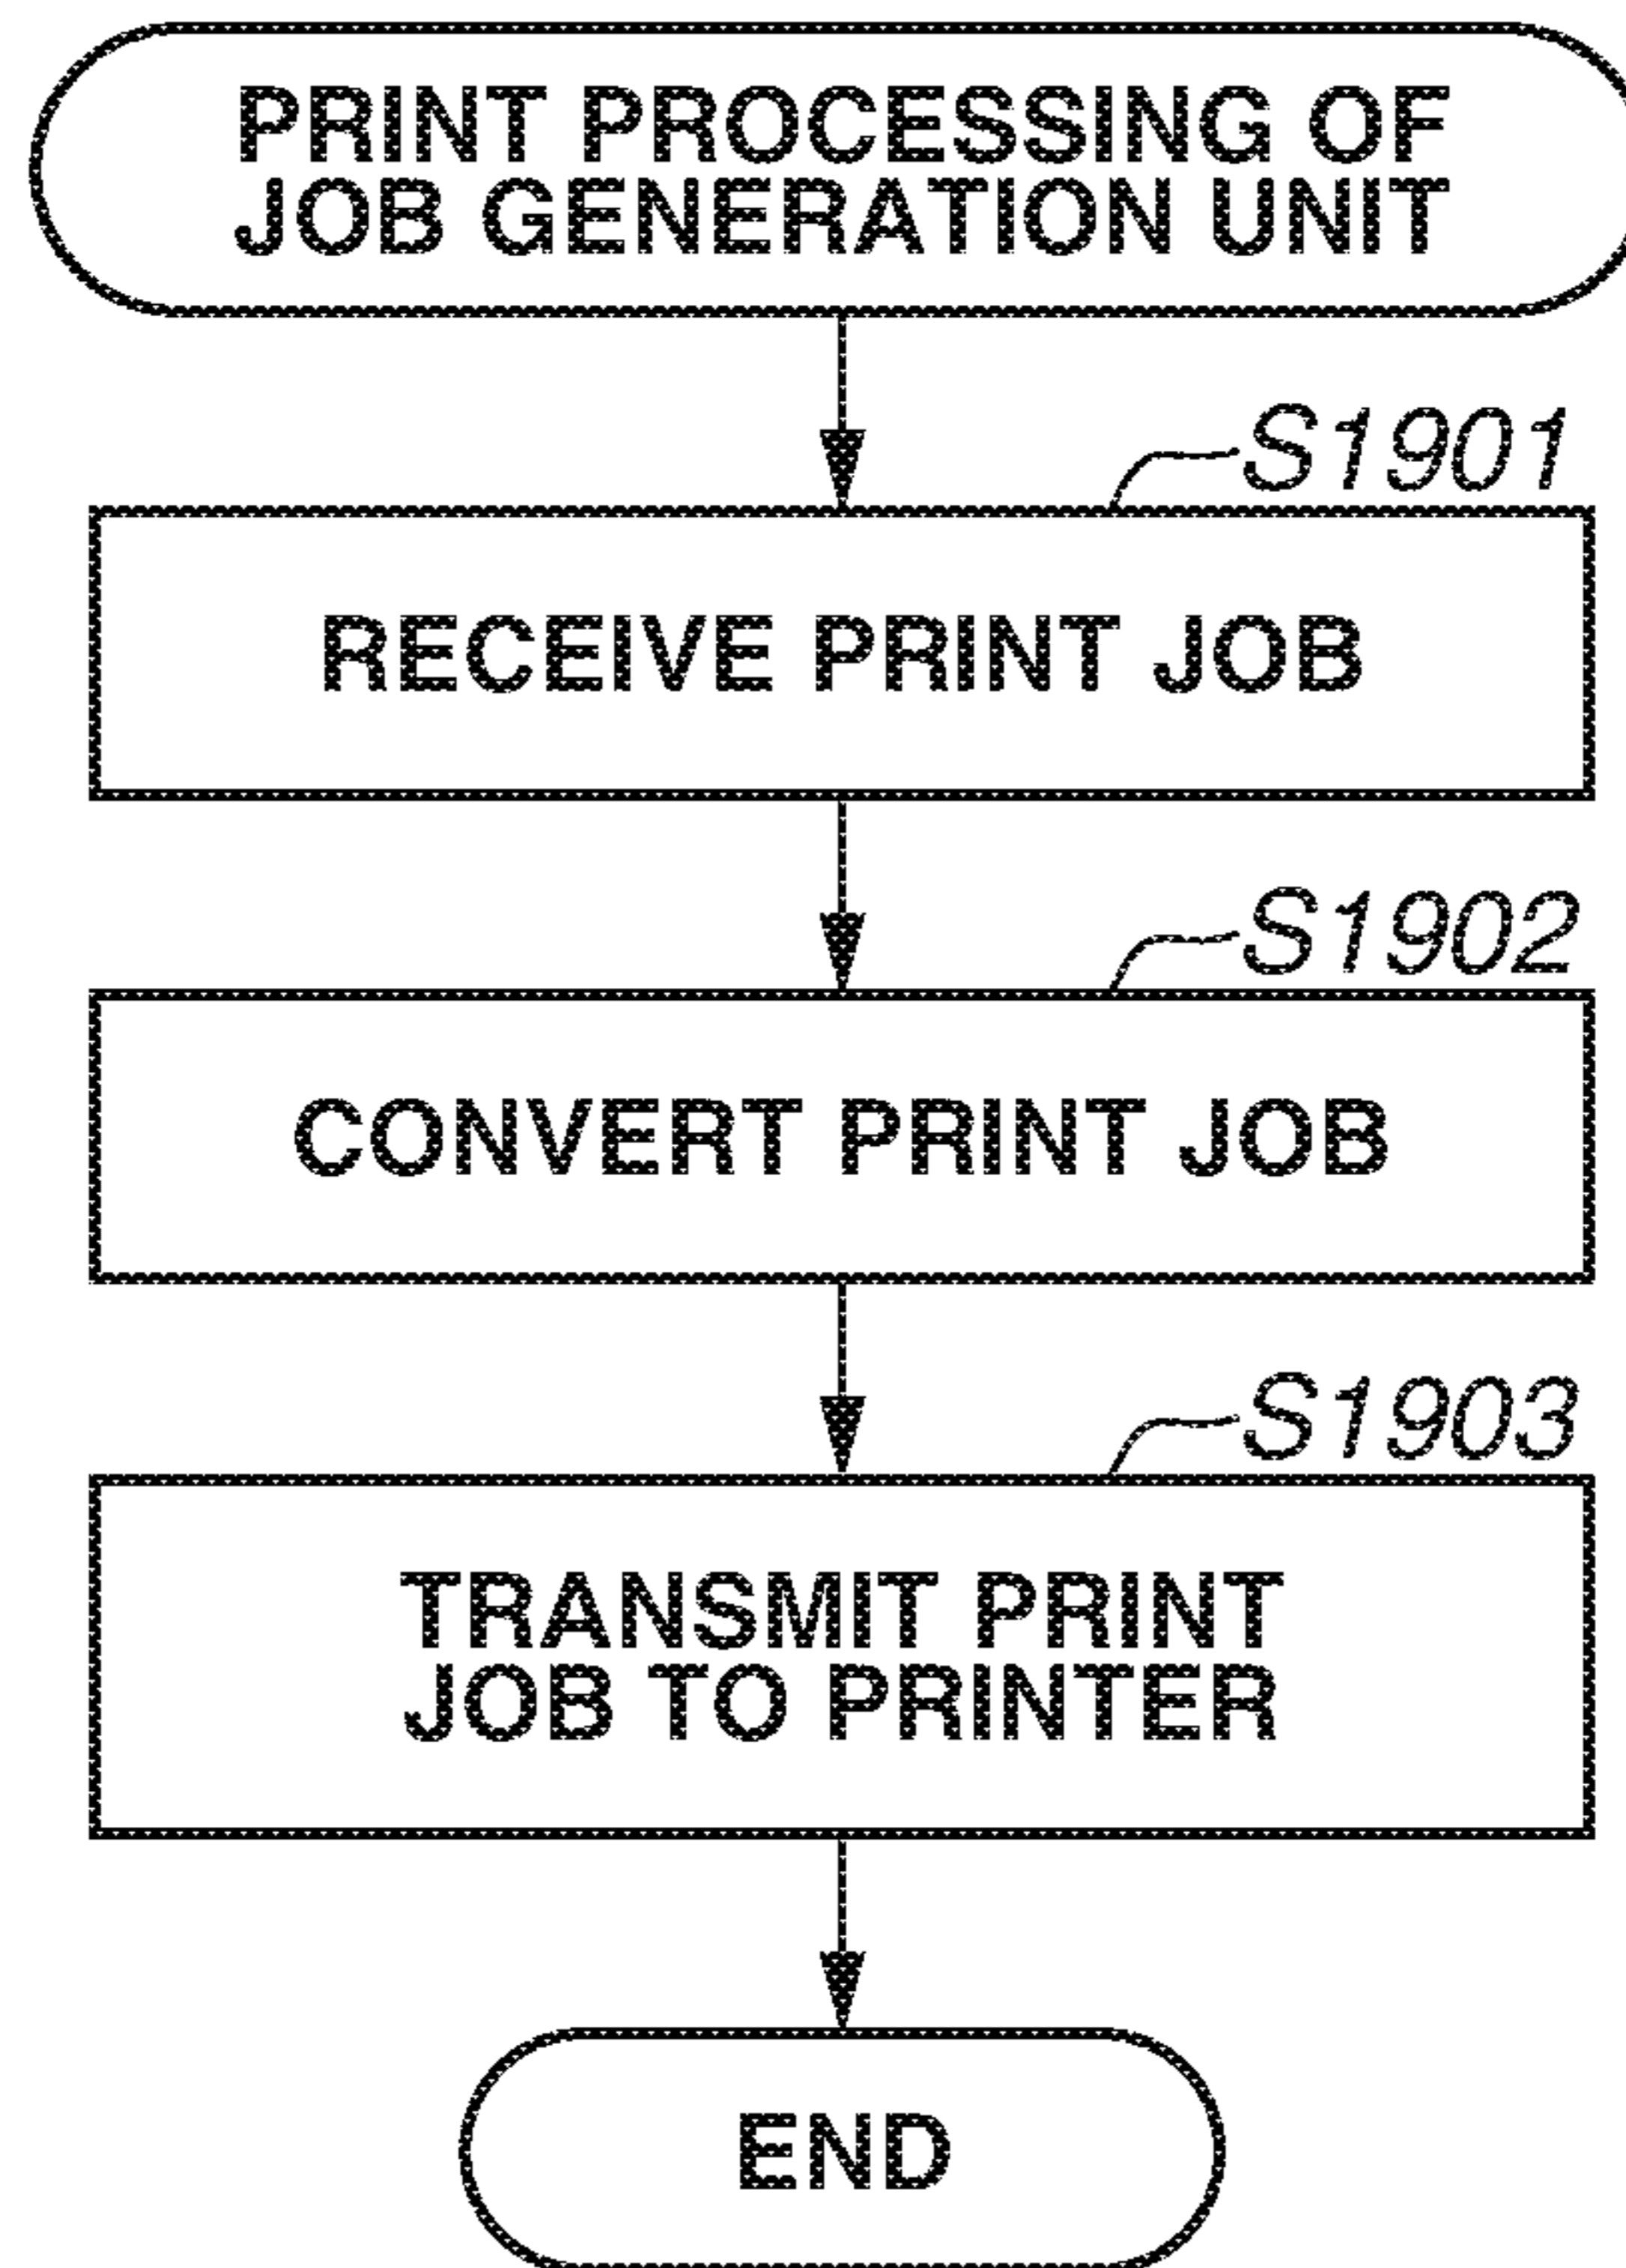 PRINT PROCESSING OF
JOB GENERATION UNIT
S1901
RECEIVE PRINT JOB
S1902
CONVERT PRINT JOB
S1903
TRANSMIT PRINT
JOB TO PRINTER
END